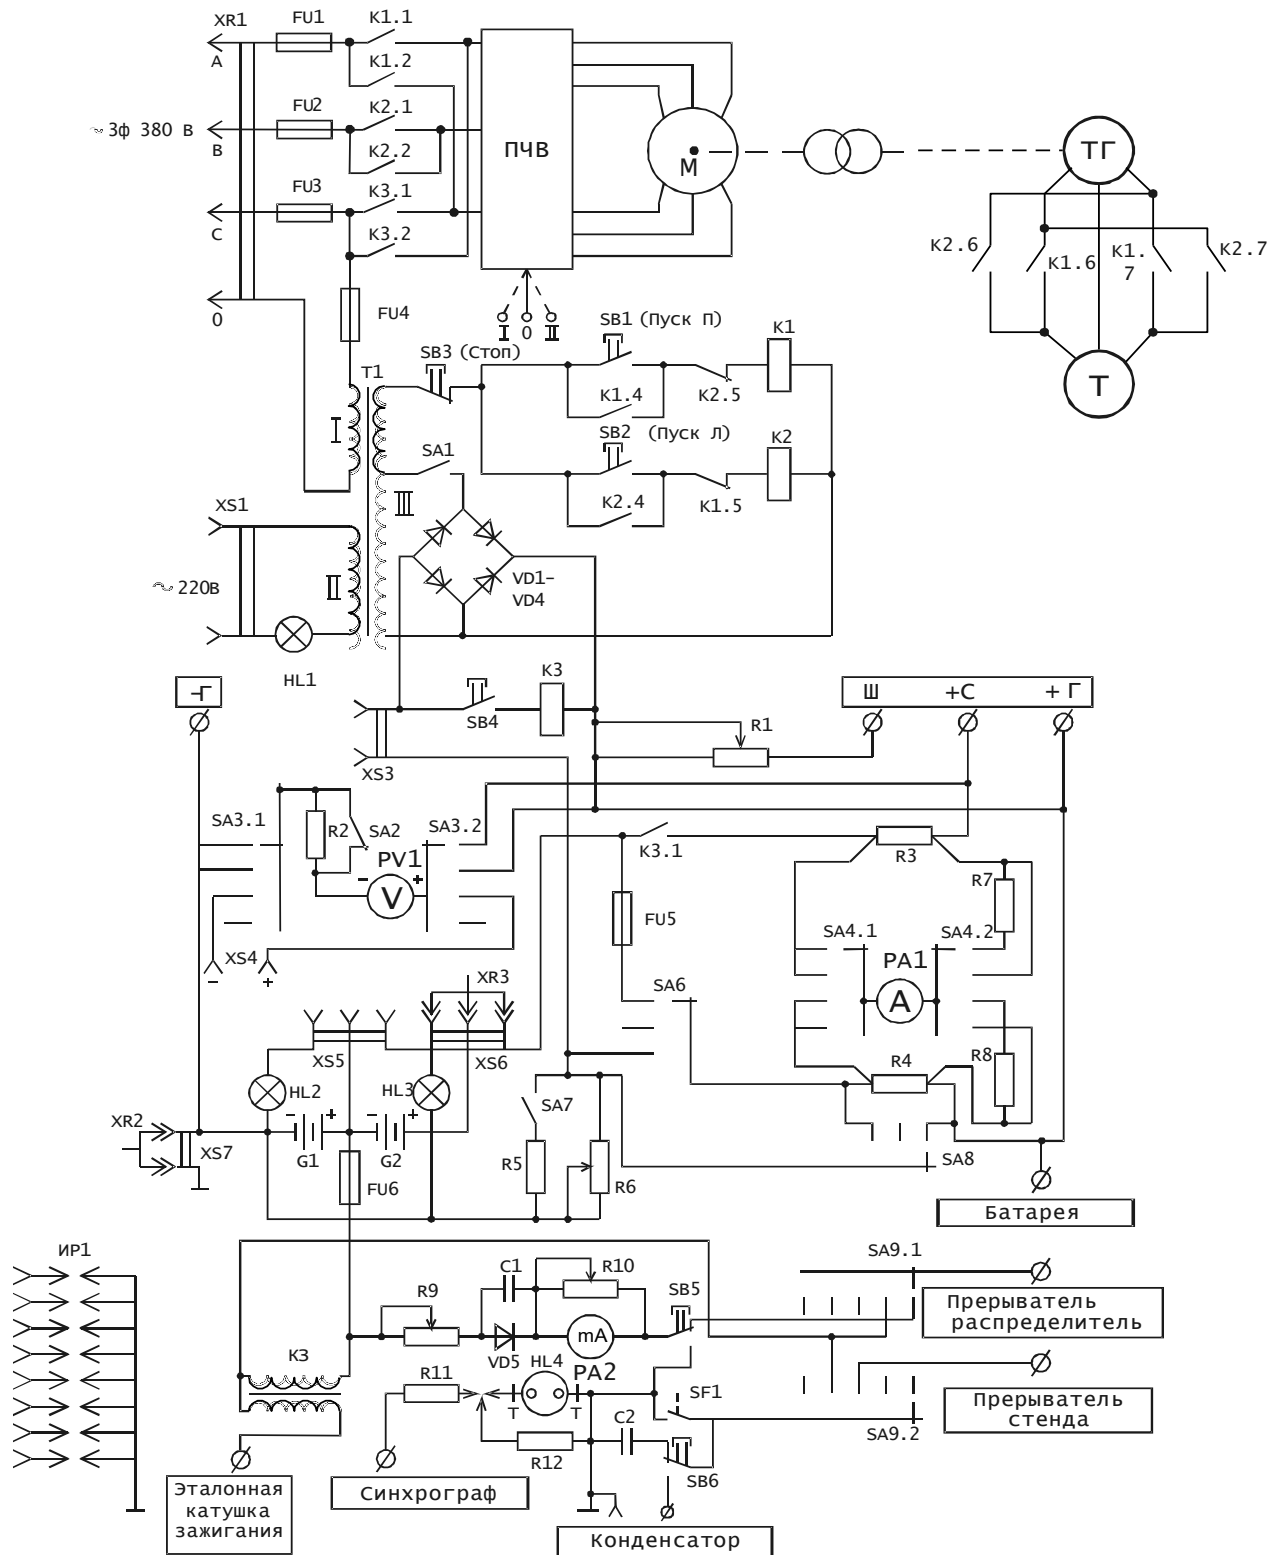 XR1
FU1
K1.1
A
K1.2
FU2
K2.1
~ 3ф 380 В
B
K2.2
ПЧВ
М
ТГ
FU3
K3.1
C
K3.2
K2.6
K1.6
K1.
7
K2.7
0
FU4
I
0
II
SB1 (Пуск П)
K1
SB3 (Стоп)
T1
K1.4
K2.5
Т
I
SB2 (Пуск Л)
K2
SA1
XS1
III
K2.4
K1.5
~ 220В
II
VD1-
VD4
HL1
K3
-Г
Ш
+С
+ Г
SB4
R1
XS3
SA3.1
R2
SA2
SA3.2
PV1
K3.1
R3
R7
-
+
V
FU5
SA4.1
SA4.2
XS4
-
+
PA1
XR3
SA6
A
XS5
XS6
R4
R8
HL2
HL3
SA7
XR2
-
+
-
+
XS7
G1
G2
FU6
R5
R6
SA8
Батарея
ИР1
SA9.1
C1
R10
R9
SB5
Прерыватель
распределитель
mA
КЗ
VD5
HL4
PA2
R11
SF1
Прерыватель
стенда
T
T
C2
SA9.2
R12
SB6
Эталонная
катушка
зажигания
Синхрограф
Конденсатор